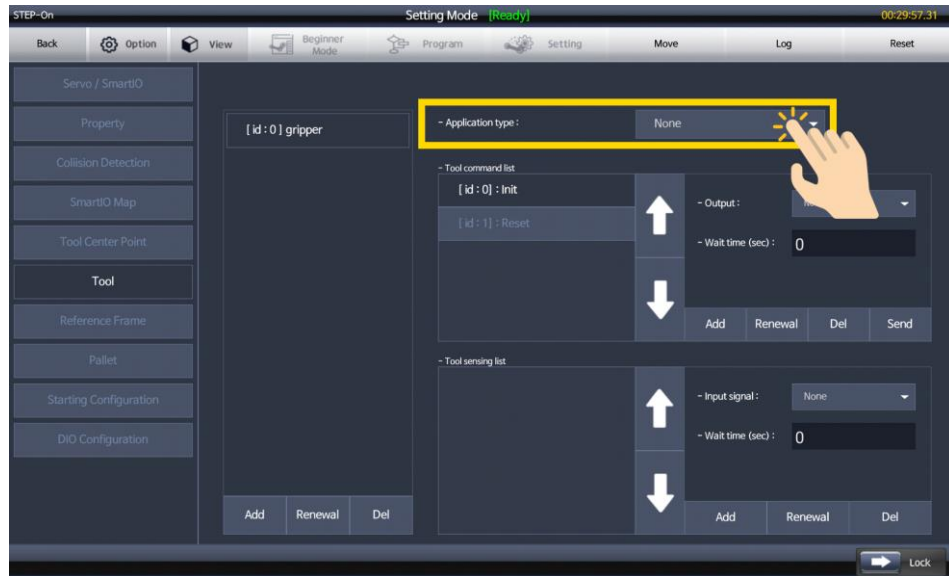 STEP-On
Setting Mode [Ready]
00:29:57.31
Back
Option
View
Beginner
Mode
Program
Setting
Move
Log
Reset
Servo / SmartIO
Property
Collision Detection
SmartIO Map
Tool Center Point
Tool
Reference Frame
Pallet
Starting Configuration
DIO Configuration
[ id : 0 ] gripper
Add
Renewal
Del
- Application type :
None
- Tool command list
[ id : 0] : Init
[ id : 1] : Reset
- Output :
- Wait time (sec) :
0
Add
Renewal
Del
Send
- Tool sensing list
- Input signal :
None
- Wait time (sec) :
0
Add
Renewal
Del
Lock